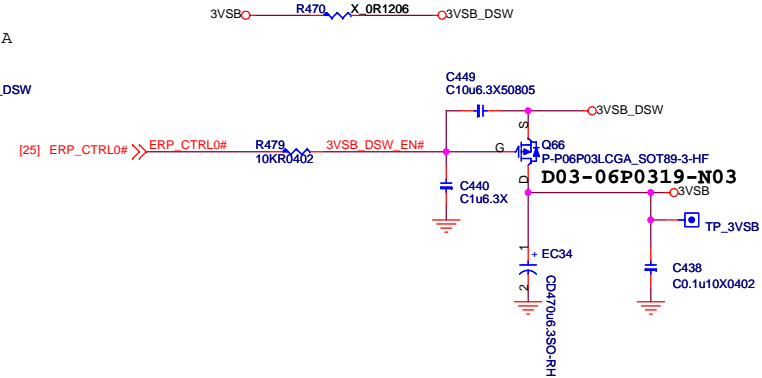 3VSB R470 X_0R1206 3VSB_DSW
A
_DSW
C449
C10u6.3X50805
3VSB_DSW
S
[25] ERP_CTRL0# ERP_CTRL0# R479 3VSB_DSW_EN# G Q66
10KR0402
P-P06P03LCGA_SOT89-3-HF
D D03-06P0319-N03
C440
C1u6.3X
3VSB
TP_3VSB
1 + EC34
2
CD470u6.3SO-RH
C438
C0.1u10X0402